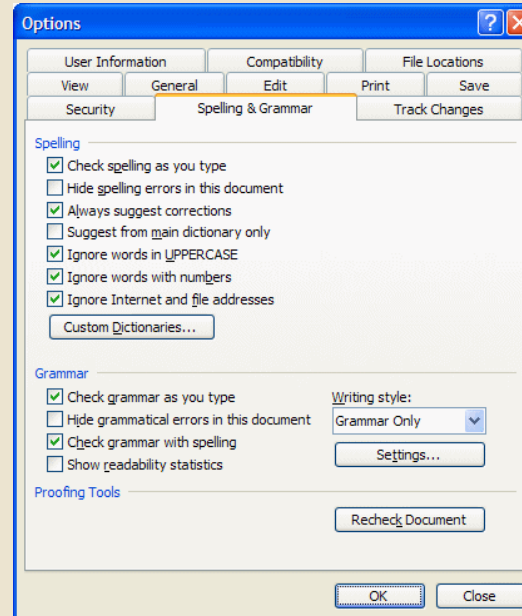 Options
User Information Compatibility File Locations
View General Edit Print Save
Security Spelling & Grammar Track Changes
Spelling
Check spelling as you type
Hide spelling errors in this document
Always suggest corrections
Suggest from main dictionary only
Ignore words in UPPERCASE
Ignore words with numbers
Ignore Internet and file addresses
Custom Dictionaries...
Grammar
Check grammar as you type Writing style:
Hide grammatical errors in this document Grammar Only
Check grammar with spelling Settings...
Show readability statistics
Proofing Tools
Recheck Document
OK Close